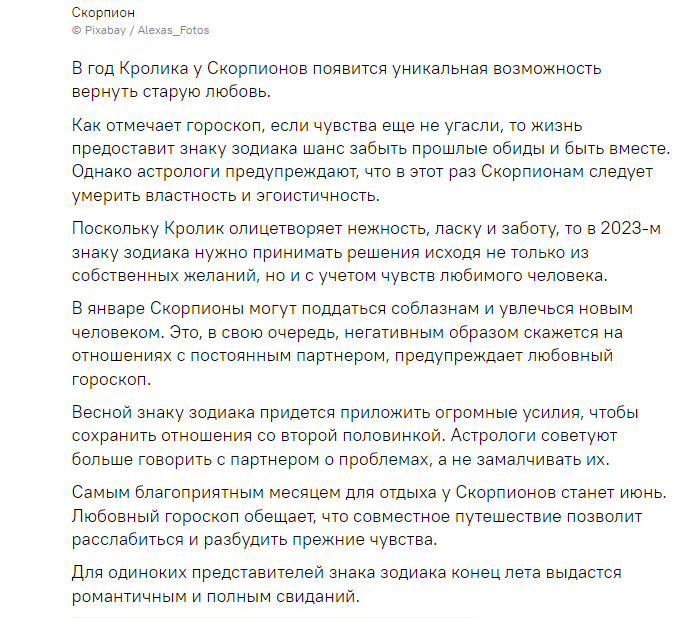 Скорпион
© Pixabay / Alexas_Fotos
В год Кролика у Скорпионов появится уникальная возможность
вернуть старую любовь.
Как отмечает гороскоп, если чувства еще не угасли, то жизнь
предоставит знаку зодиака шанс забыть прошлые обиды и быть вместе.
Однако астрологи предупреждают, что в этот раз Скорпионам следует
умерить властность и эгоистичность.
Поскольку Кролик олицетворяет нежность, ласку и заботу, то в 2023-м
знаку зодиака нужно принимать решения исходя не только из
собственных желаний, но и с учетом чувств любимого человека.
В январе Скорпионы могут поддаться соблазнам и увлечься новым
человеком. Это, в свою очередь, негативным образом скажется на
отношениях с постоянным партнером, предупреждает любовный
гороскоп.
Весной знаку зодиака придется приложить огромные усилия, чтобы
сохранить отношения со второй половинкой. Астрологи советуют
больше говорить с партнером о проблемах, а не замалчивать их.
Самым благоприятным месяцем для отдыха у Скорпионов станет июнь.
Любовный гороскоп обещает, что совместное путешествие позволит
расслабиться и разбудить прежние чувства.
Для одиноких представителей знака зодиака конец лета выдастся
романтичным и полным свиданий.